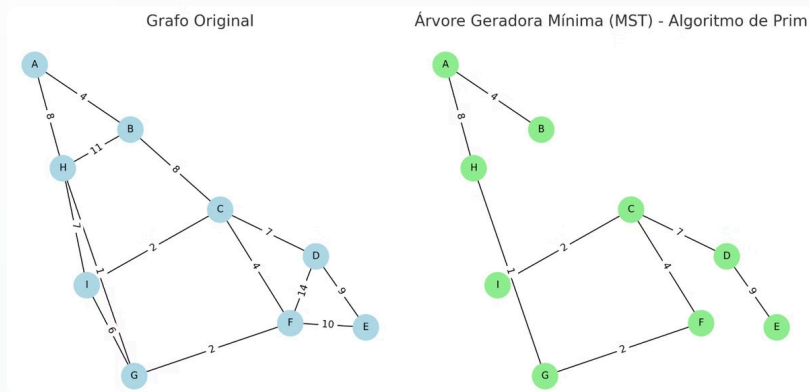 Grafo Original
A
4
8
B
11
H
8
7
C
2
7
1
4
D
14
9
I
6
F
10
E
2
G
Árvore Geradora Mínima (MST) - Algoritmo de Prim
A
4
8
B
H
C
2
7
4
D
1
I
9
F
E
2
G